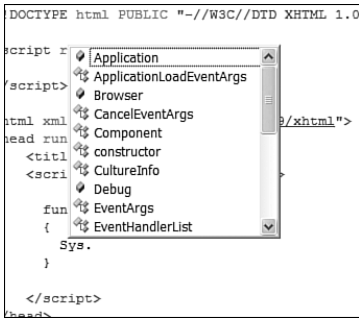 !DOCTYPE html PUBLIC "-//W3C//DTD XHTML 1.0
script r
/script>
html xml 9/xhtml">
head run
<titl
<scri >
fun
{
Sys.
}
</script>
/head>
Application
ApplicationLoadEventArgs
Browser
CancelEventArgs
Component
constructor
CultureInfo
Debug
EventArgs
EventHandlerList